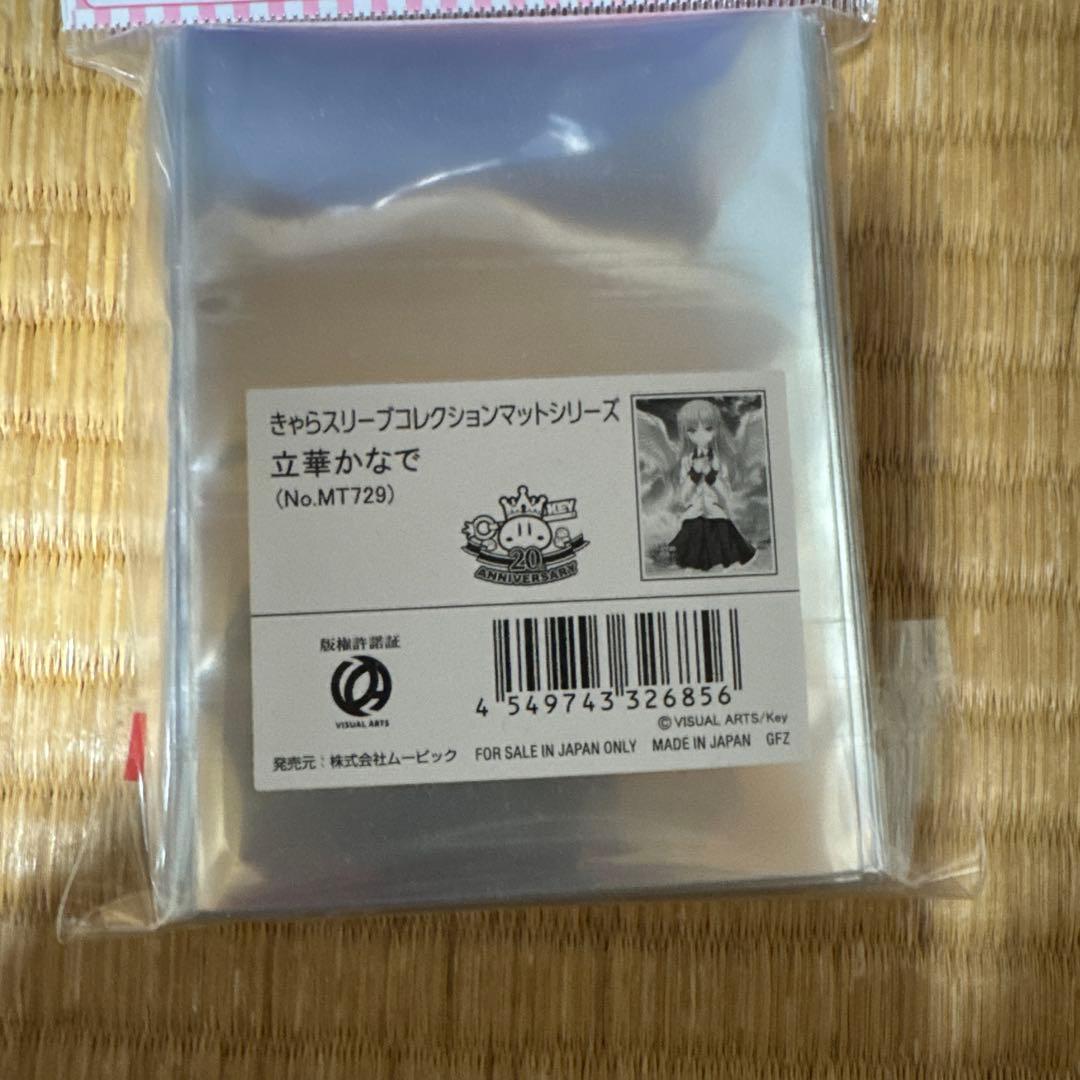 きゃらスリーブコレクションマットシリーズ
立華かなで
(No.MT729)
KEY
20
ANNIVERSARY
版権許諾証
VISUAL ARTS
4 549743 326856
©VISUAL ARTS/Key
発売元:株式会社ムービック FOR SALE IN JAPAN ONLY MADE IN JAPAN GFZ